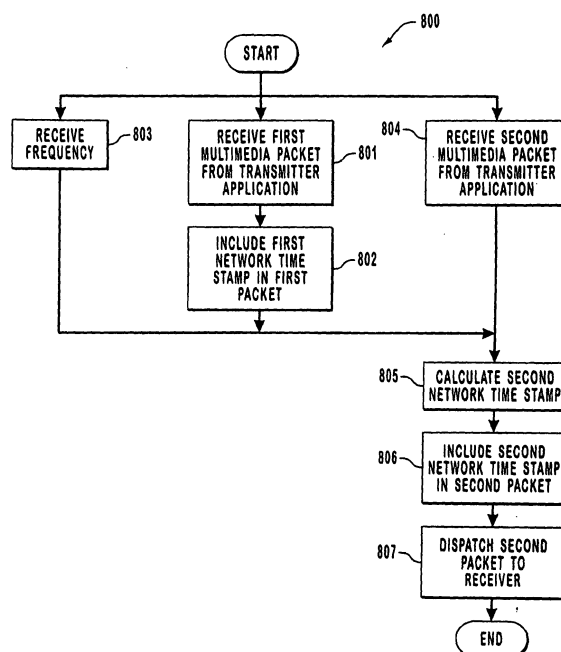 800
START
RECEIVE
FREQUENCY
803
RECEIVE FIRST
MULTIMEDIA PACKET
FROM TRANSMITTER
APPLICATION
801
804
RECEIVE SECOND
MULTIMEDIA PACKET
FROM TRANSMITTER
APPLICATION
INCLUDE FIRST
NETWORK TIME
STAMP IN FIRST
PACKET
802
805
CALCULATE SECOND
NETWORK TIME STAMP
806
INCLUDE SECOND
NETWORK TIME STAMP
IN SECOND PACKET
807
DISPATCH SECOND
PACKET TO
RECEIVER
END